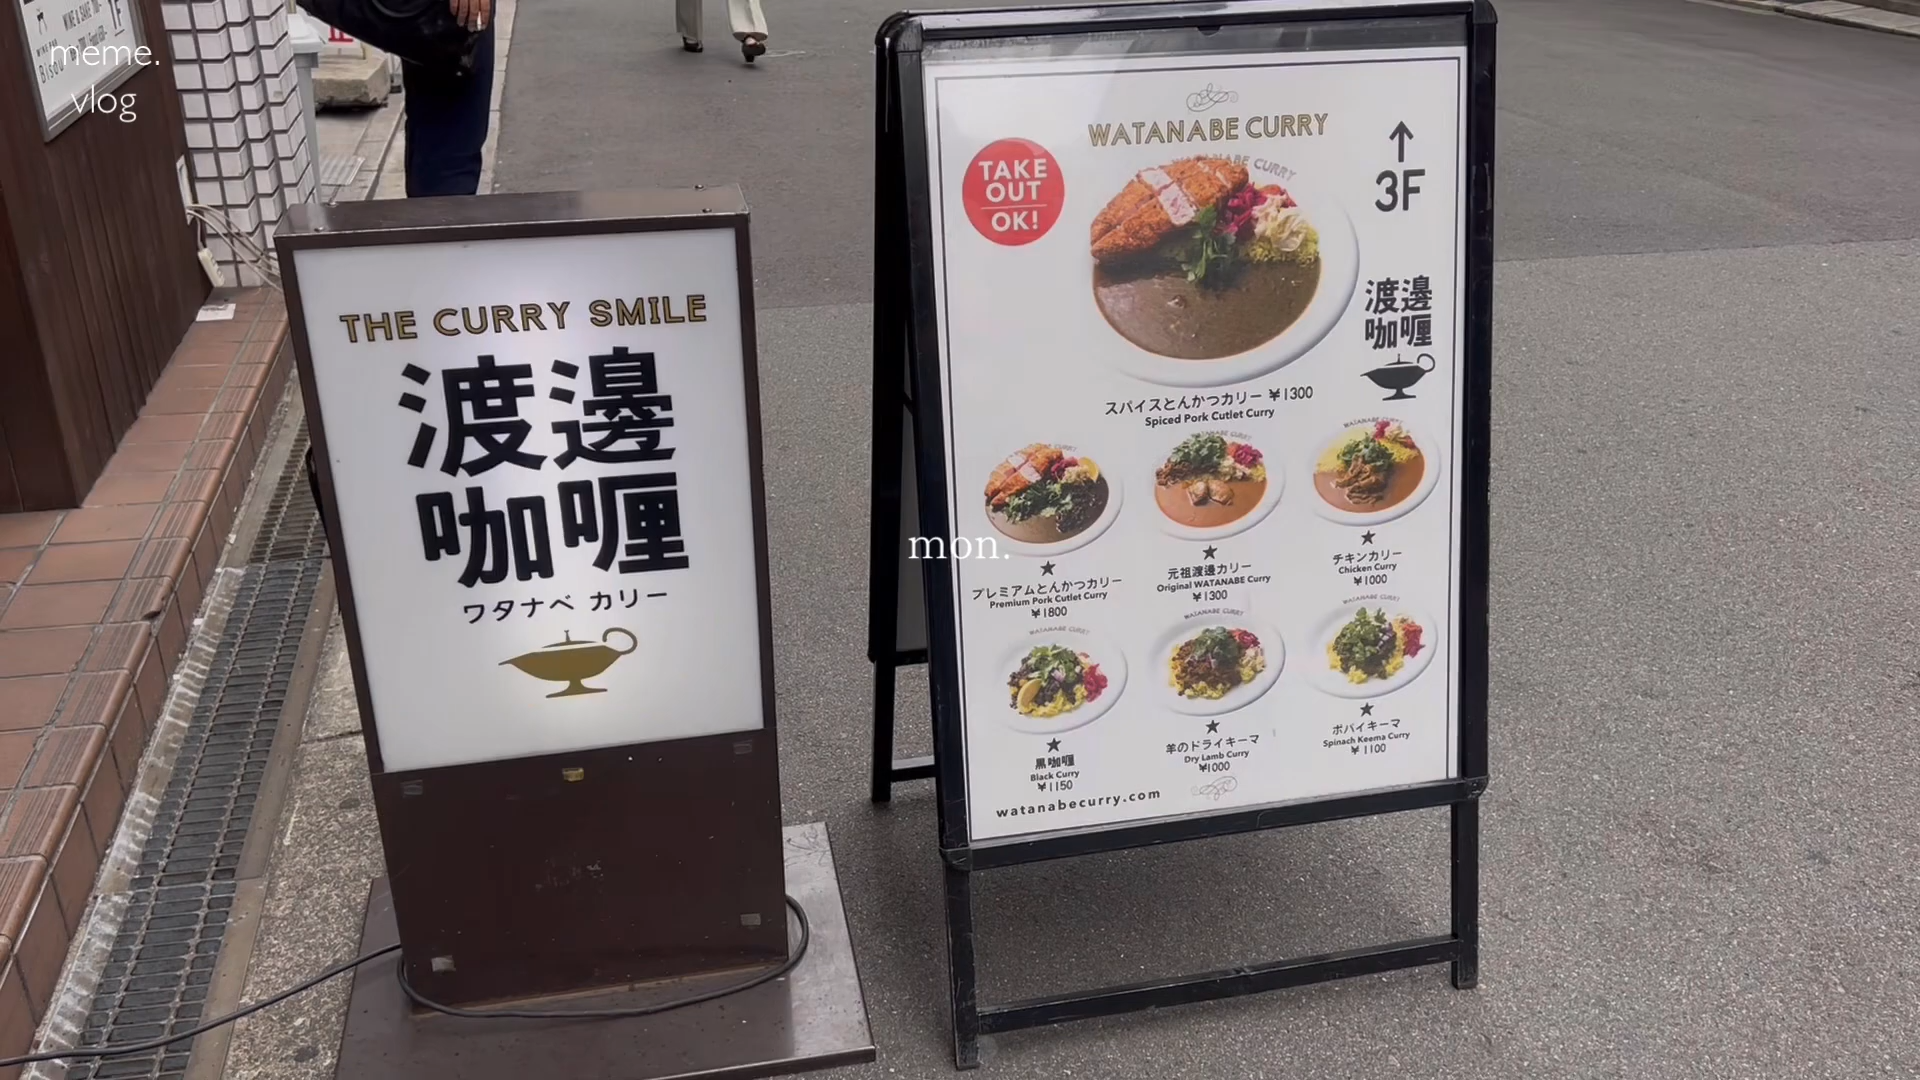 meme.
vlog
1F
THE CURRY SMILE
渡邊
咖喱
ワタナベ カリー
WATANABE CURRY
TAKE
OUT
OK!
↑
3F
渡邊
咖喱
スパイスとんかつカリー ¥1300
Spiced Pork Cutlet Curry
mon.
★
プレミアムとんかつカリー
Premium Pork Cutlet Curry
¥1800
★
元祖渡邊カリー
Original WATANABE Curry
¥1300
★
チキンカリー
Chicken Curry
¥1000
★
黒咖喱
Black Curry
¥1150
★
羊のドライキーマ
Dry Lamb Curry
¥1000
★
ポパイキーマ
Spinach Keema Curry
¥1100
watanabecurry.com